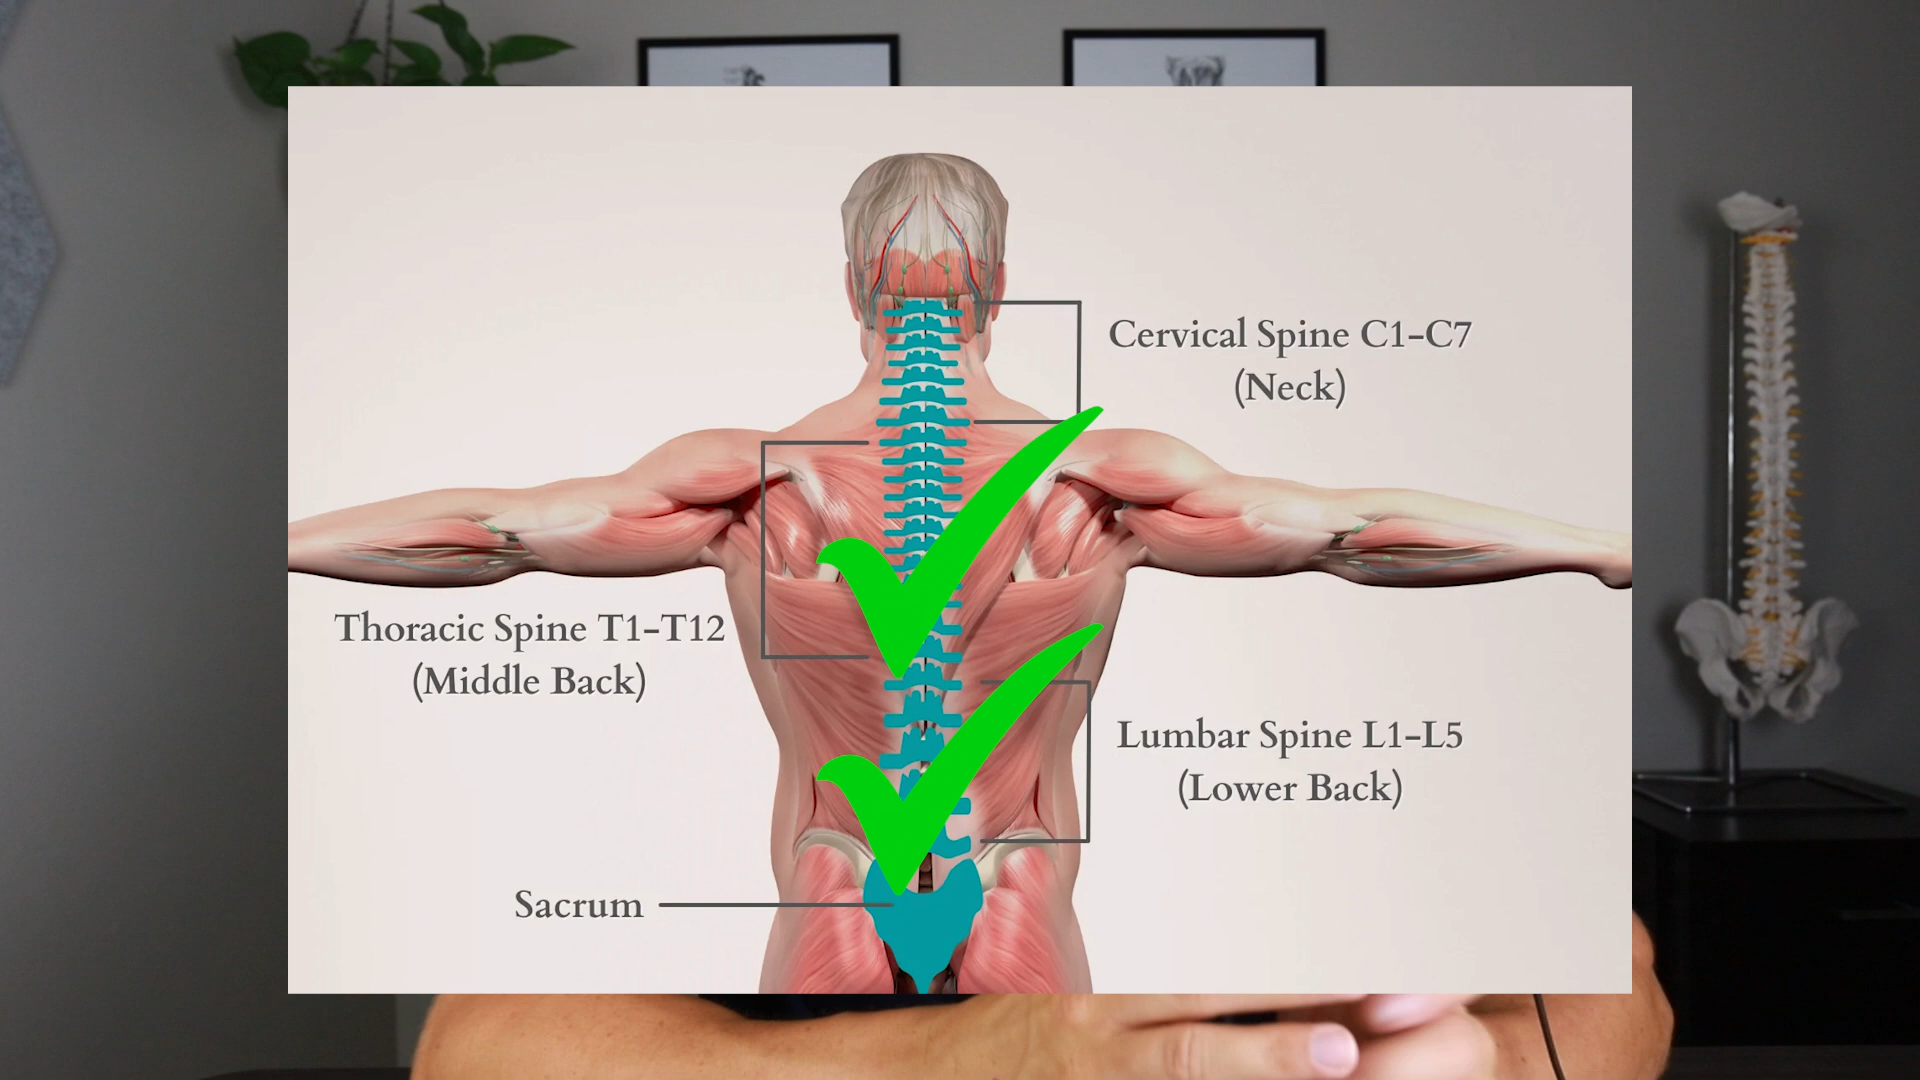 Cervical Spine C1-C7
(Neck)
Thoracic Spine T1-T12
(Middle Back)
Lumbar Spine L1-L5
(Lower Back)
Sacrum